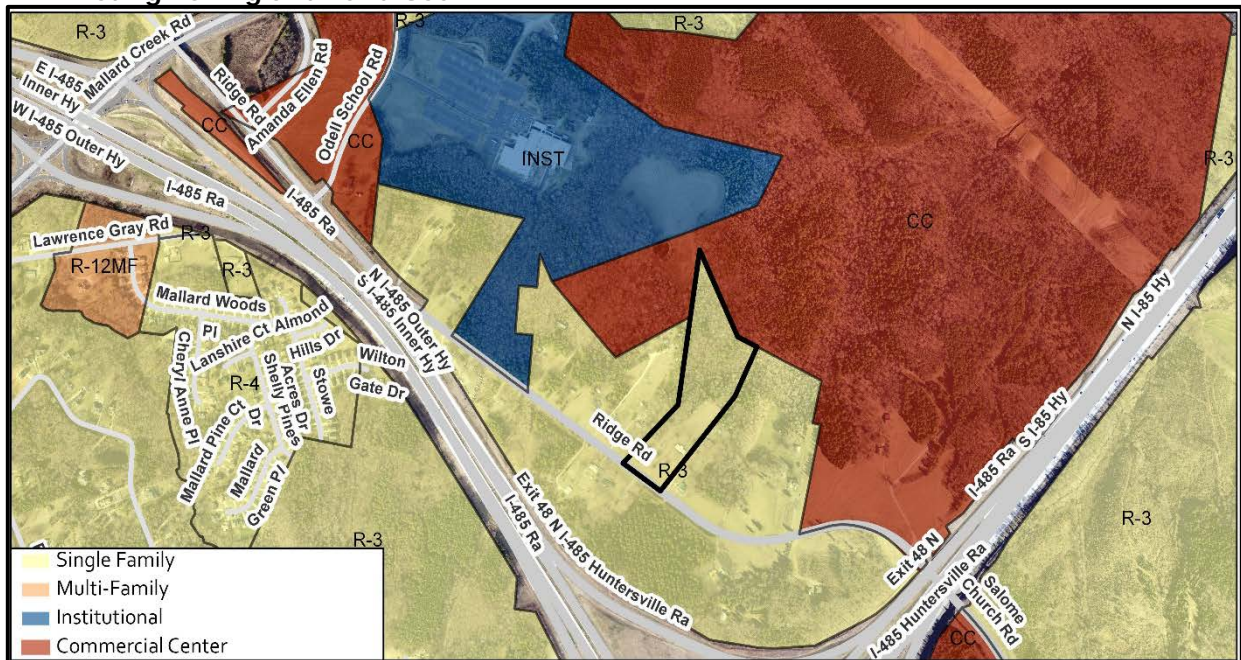 R-3
R-3
R-3
Mallard Creek Rd
E I-485
Inner Hy
W I-485 Outer Hy
Ridge Rd
Amanda Ellen Rd
Odell School Rd
CC
CC
INST
R-3
I-485 Ra
I-485 Ra
CC
Lawrence Gray Rd
R-3
R-12MF
R-3
N I-485 Outer Hy
S I-485 Inner Hy
N I-85 Hy
Mallard Woods
Pl
Lanshire Ct
Almond
Hills Dr
Wilton
Gate Dr
Cheryl Anne Pl
R-4
Shelly Pines
Acres Dr
Stowe
Mallard Pine Ct
Dr
Mallard
Green Pl
Ridge Rd
R-3
I-485 Ra
S I-85 Hy
Exit 48 N
I-485 Ra
I-485 Huntersville Ra
R-3
R-3
Exit 48 N
I-485 Huntersville Ra
Salome
Church Rd
CC
Single Family
Multi-Family
Institutional
Commercial Center